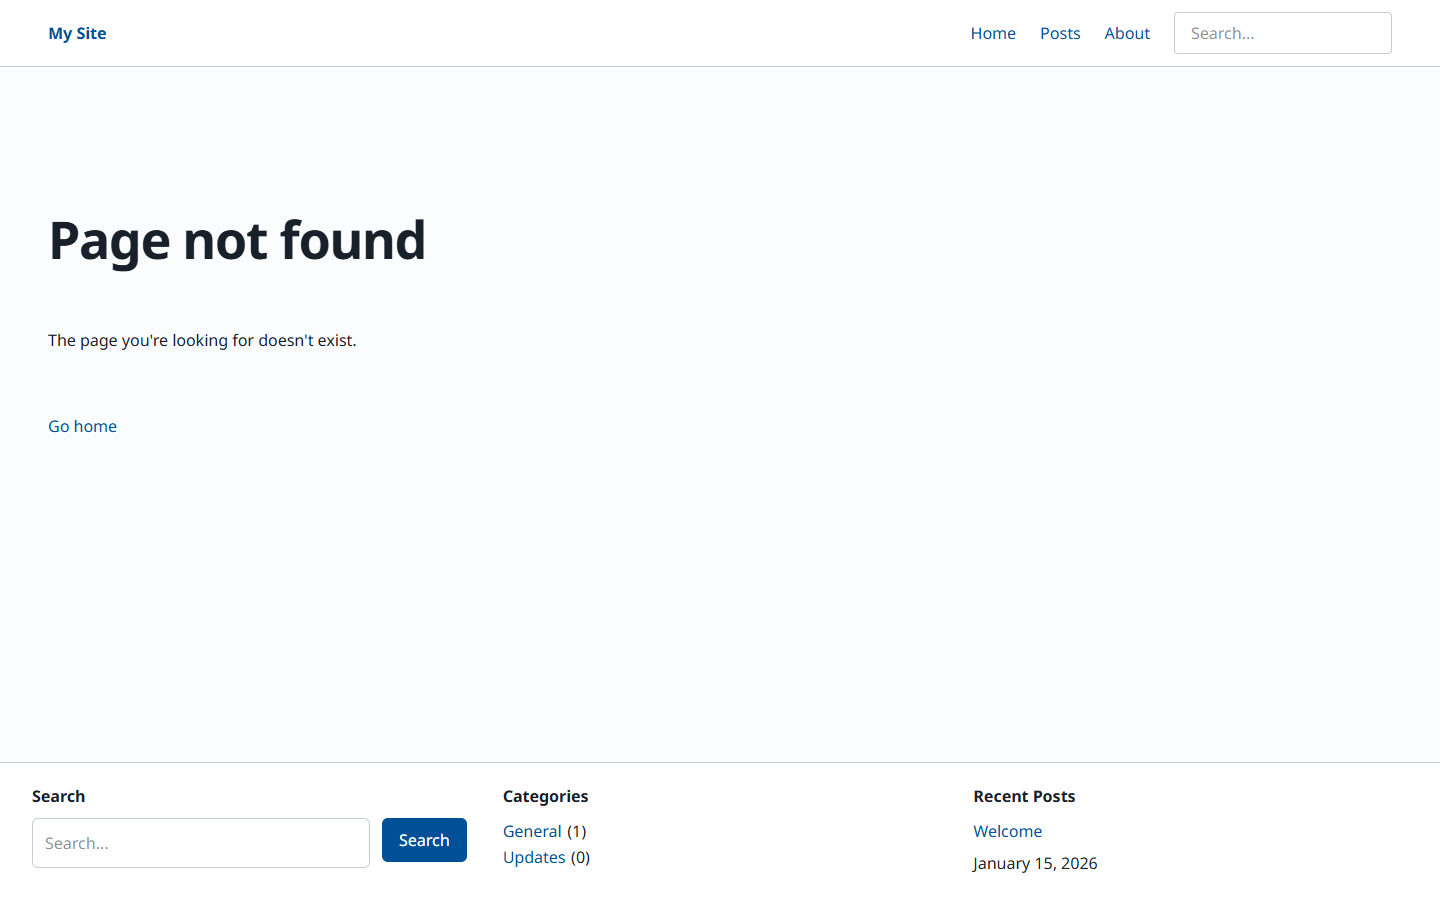 My Site
Home Posts About Search...
Page not found
The page you're looking for doesn't exist.
Go home
Search
Search... Search
Categories
General (1)
Updates (0)
Recent Posts
Welcome
January 15, 2026